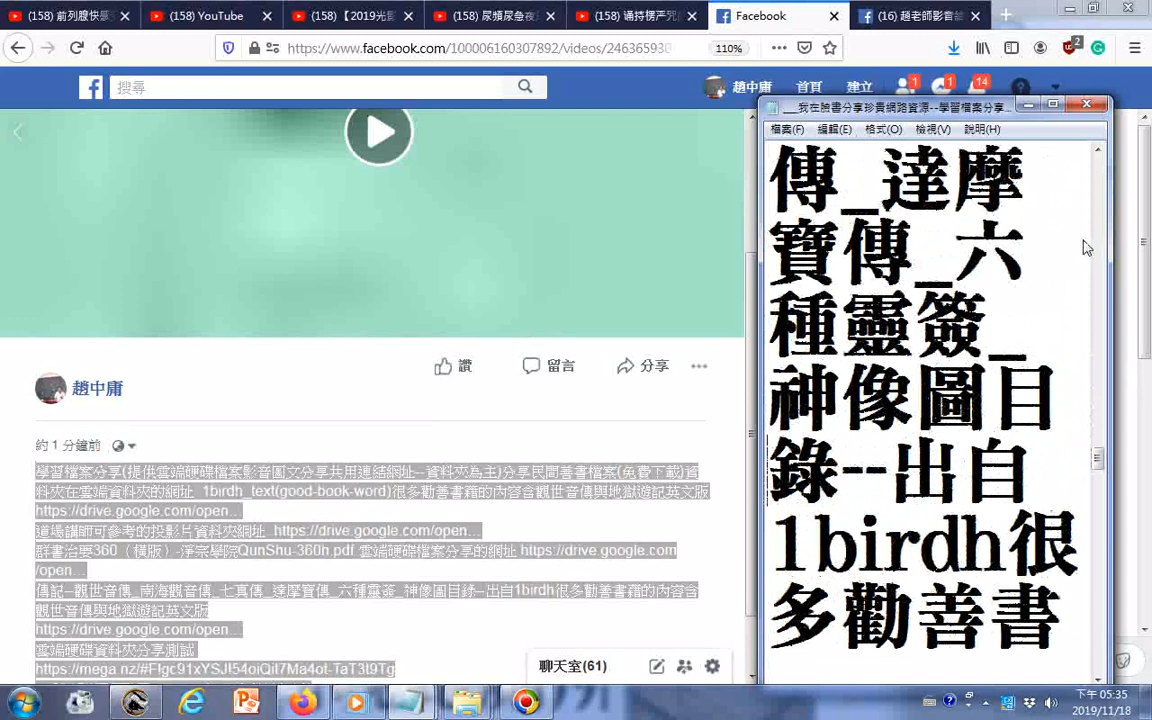 (158) 前列腺快
(158) YouTube
(158) 【2019光
(158) 尿頻尿急夜
(158) 诵持楞严咒
Facebook
(16) 趙老師影音
https://www.facebook.com/100006160307892/videos/246365930
110%
2
搜尋
趙中庸
首頁
建立
1
1
14
讚
留言
分享
趙中庸
約 1 分鐘前
學習檔案分享(提供雲端硬碟檔案影音圖文分享共用連結網址--資料夾為主)分享民間善書檔案(免費下載)資
料夾在雲端資料夾的網址_1birdh_text(good-book-word)很多勸善書籍的內容含觀世音傳與地獄遊記英文版
https://drive.google.com/open...
道場講師可參考的投影片資料夾網址_https://drive.google.com/open...
群書治要360（橫版）-淨宗學院QunShu-360h.pdf 雲端硬碟檔案分享的網址 https://drive.google.com
/open...
傳記--觀世音傳_南海觀音傳_七真傳_達摩寶傳_六種靈簽_神像圖目錄--出自1birdh很多勸善書籍的內容含
觀世音傳與地獄遊記英文版
https://drive.google.com/open...
雲端硬碟資料夾分享測試
聊天室(61)
___我在臉書分享珍貴網路資源--學習檔案分享...
檔案(F)
編輯(E)
格式(O)
檢視(V)
說明(H)
傳_達摩
寶傳_六
種靈簽_
神像圖目
錄--出自
1birdh很
多勸善書
下午 05:35
2019/11/18